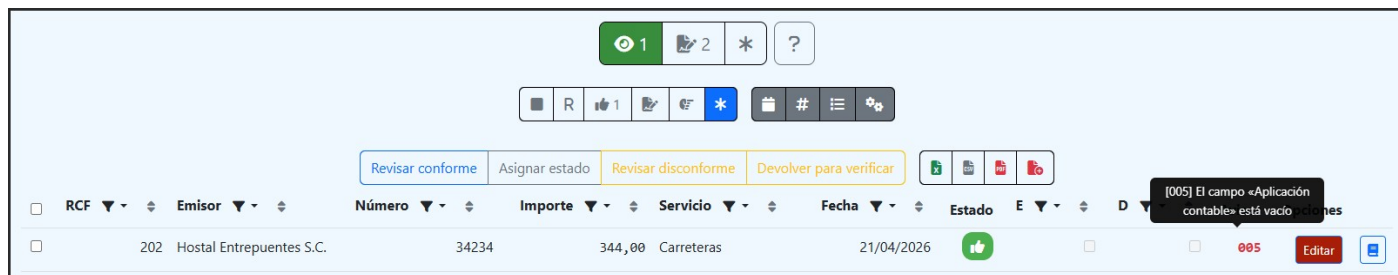 1 2 * ?
R 1 *
#
Revisar conforme Asignar estado Revisar disconforme Devolver para verificar
[005] El campo «Aplicación
contable» está vacío
RCF Emisor Número Importe Servicio Fecha Estado E D
202 Hostal Entrepuentes S.C. 34234 344,00 Carreteras 21/04/2026 005 Editar